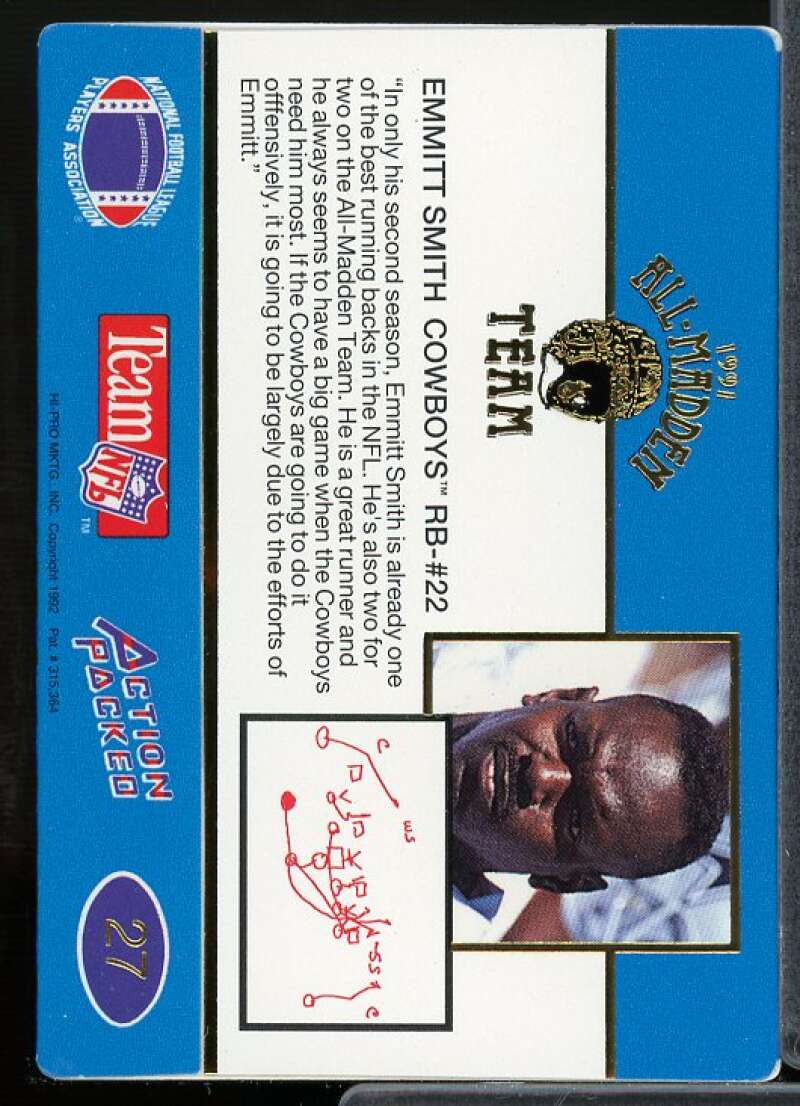 1991
ALL-MADDEN
TEAM
EMMITT SMITH COWBOYS™ RB-#22
“In only his second season, Emmitt Smith is already one
of the best running backs in the NFL. He's also two for
two on the All-Madden Team. He is a great runner and
he always seems to have a big game when the Cowboys
need him most. If the Cowboys are going to do it
offfensively, it is going to be largely due to the efforts of
Emmitt.”
C
WS
SS
C
NATIONAL FOOTBALL LEAGUE
PLAYERS ASSOCIATION®
Team NFL™
ACTION
PACKED
27
HI-PRO MKTG., INC. Copyright 1992 Pat. # 315,364